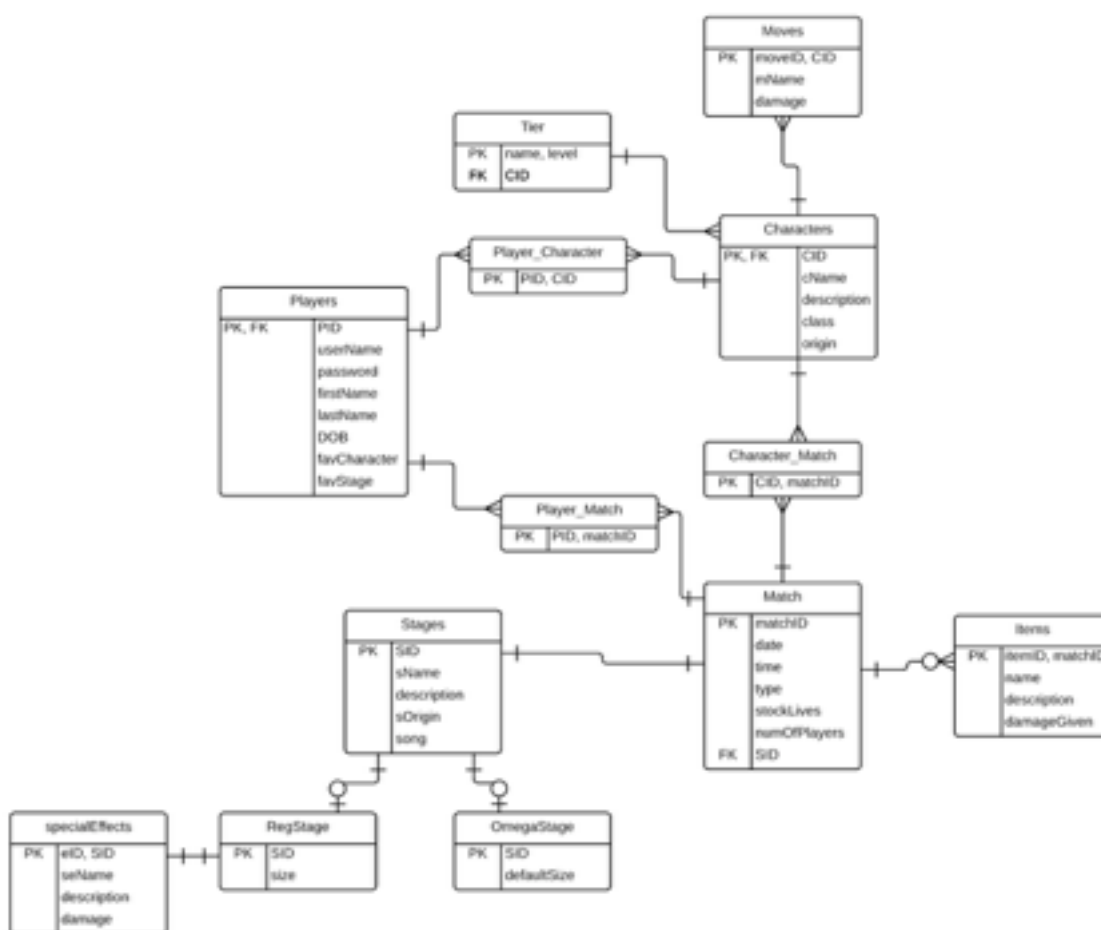 Moves
PK moveID, CID
mName
damage
Tier
PK name, level
FK CID
Characters
PK, FK CID
cName
description
class
origin
Player_Character
PK PID, CID
Players
PK, FK PID
userName
password
firstName
lastName
DOB
favCharacter
favStage
Character_Match
PK CID, matchID
Player_Match
PK PID, matchID
Match
PK matchID
date
time
type
stockLives
numOfPlayers
FK SID
Stages
PK SID
sName
description
sOrigin
song
Items
PK itemID, matchID
name
description
damageGiven
specialEffects
PK eID, SID
seName
description
damage
RegStage
PK SID
size
OmegaStage
PK SID
defaultSize